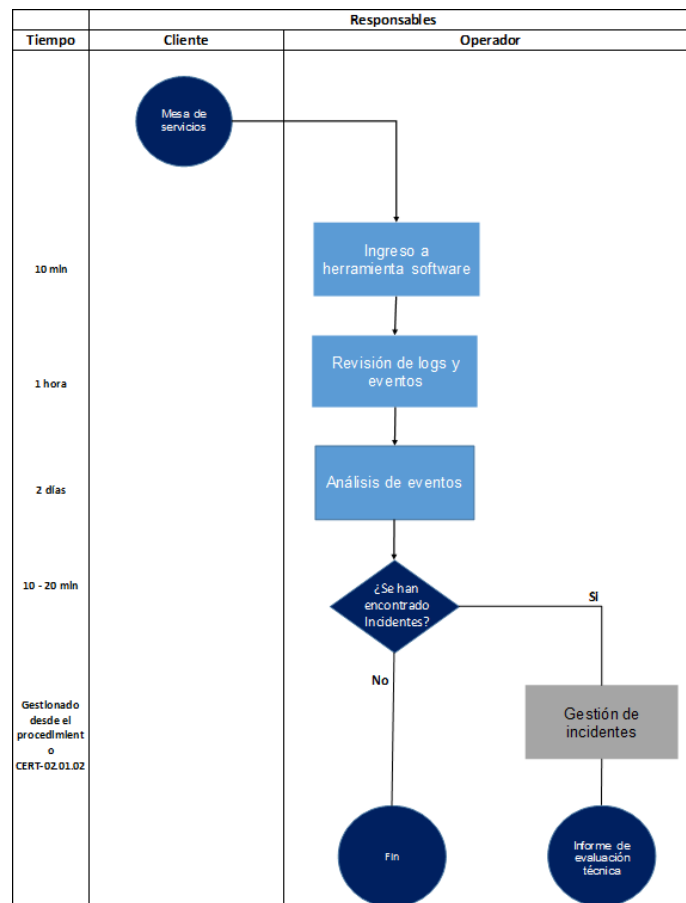 Responsables
Tiempo
Cliente
Operador
Mesa de
servicios
Ingreso a
herramienta software
10 min
Revisión de logs y
eventos
1 hora
Análisis de eventos
2 días
¿Se han
encontrado
Incidentes?
10 - 20 min
Si
No
Gestionado
desde el
procedimient
o
CERT-02.01.02
Gestión de
incidentes
Fin
Informe de
evaluación
técnica